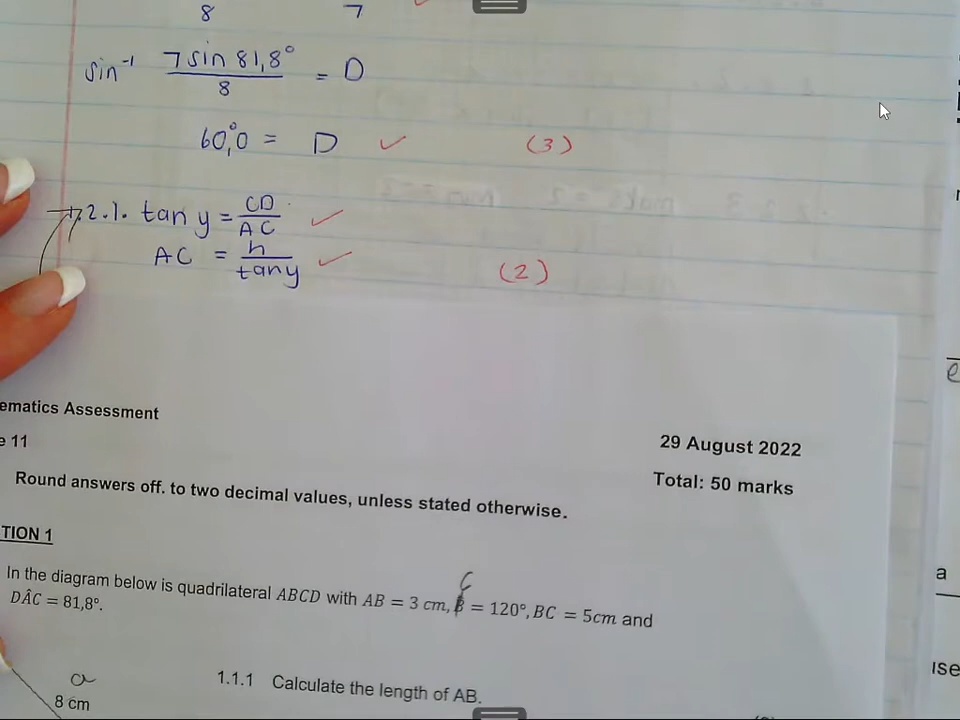 8 7
sin⁻¹ 7 sin 81,8° / 8 = D
60,0° = D ✓ (3)
2.1. tan y = CD / AC ✓
AC = h / tan y ✓ (2)
ematics Assessment
e 11
29 August 2022
Total: 50 marks
Round answers off. to two decimal values, unless stated otherwise.
TION 1
C
In the diagram below is quadrilateral ABCD with AB = 3 cm, B̂ = 120°, BC = 5cm and
DÂC = 81,8°.
a
8 cm
1.1.1 Calculate the length of AB.
e
a
ise